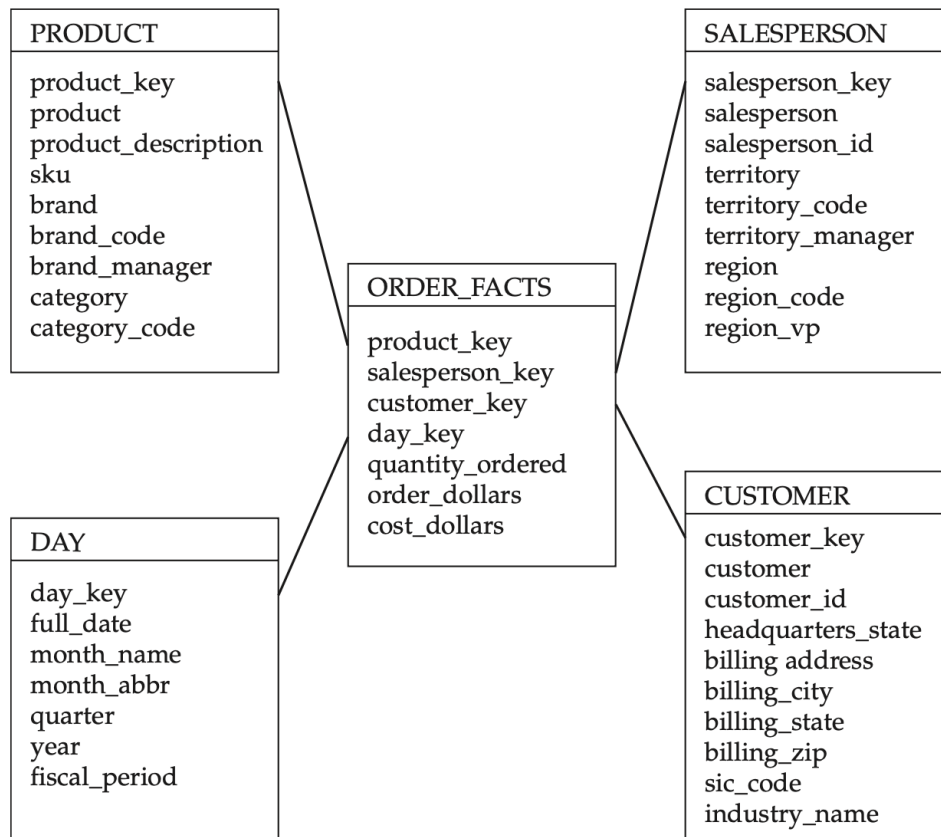 PRODUCT
product_key
product
product_description
sku
brand
brand_code
brand_manager
category
category_code
SALESPERSON
salesperson_key
salesperson
salesperson_id
territory
territory_code
territory_manager
region
region_code
region_vp
ORDER_FACTS
product_key
salesperson_key
customer_key
day_key
quantity_ordered
order_dollars
cost_dollars
DAY
day_key
full_date
month_name
month_abbr
quarter
year
fiscal_period
CUSTOMER
customer_key
customer
customer_id
headquarters_state
billing address
billing_city
billing_state
billing_zip
sic_code
industry_name